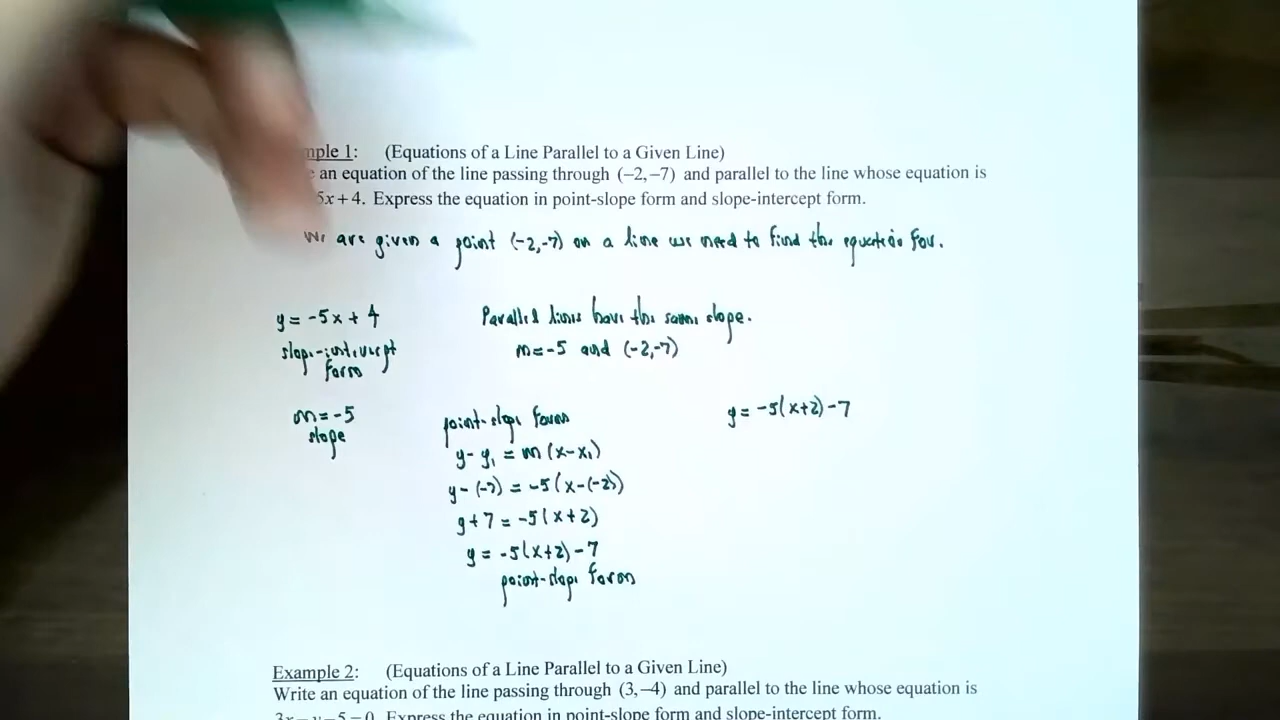 mple 1: (Equations of a Line Parallel to a Given Line)
an equation of the line passing through (−2,−7) and parallel to the line whose equation is
5x + 4. Express the equation in point-slope form and slope-intercept form.
We are given a point (-2,-7) on a line we need to find the equation for.
y = -5x + 4
Parallel lines have the same slope.
slope-intercept
form
m=-5 and (-2,-7)
m=-5
slope
point-slope form
y = -5(x+2)-7
y-y₁ = m(x-x₁)
y-(-7) = -5(x-(-2))
y+7 = -5(x+2)
y = -5(x+2)-7
point-slope form
Example 2: (Equations of a Line Parallel to a Given Line)
Write an equation of the line passing through (3,−4) and parallel to the line whose equation is
3x − y − 5 = 0. Express the equation in point-slope form and slope-intercept form.